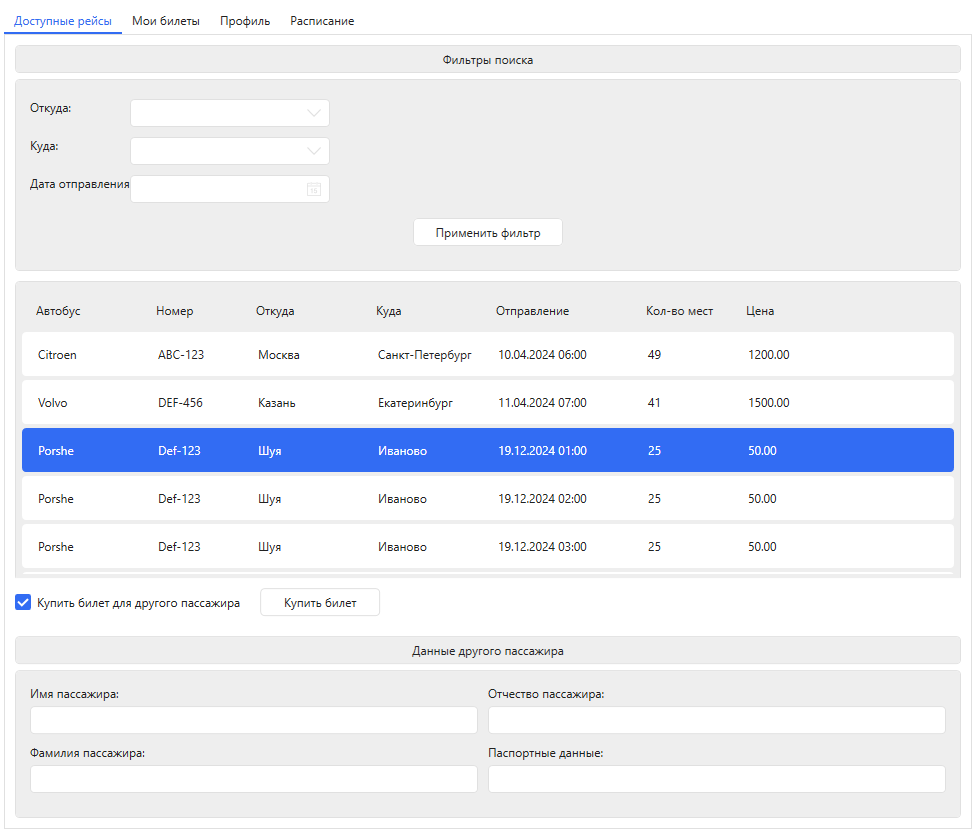 Доступные рейсы Мои билеты Профиль Расписание
Фильтры поиска
Откуда:
Куда:
Дата отправления
Применить фильтр
Автобус Номер Откуда Куда Отправление Кол-во мест Цена
Citroen ABC-123 Москва Санкт-Петербург 10.04.2024 06:00 49 1200.00
Volvo DEF-456 Казань Екатеринбург 11.04.2024 07:00 41 1500.00
Porshe Def-123 Шуя Иваново 19.12.2024 01:00 25 50.00
Porshe Def-123 Шуя Иваново 19.12.2024 02:00 25 50.00
Porshe Def-123 Шуя Иваново 19.12.2024 03:00 25 50.00
Купить билет для другого пассажира Купить билет
Данные другого пассажира
Имя пассажира: Отчество пассажира:
Фамилия пассажира: Паспортные данные: